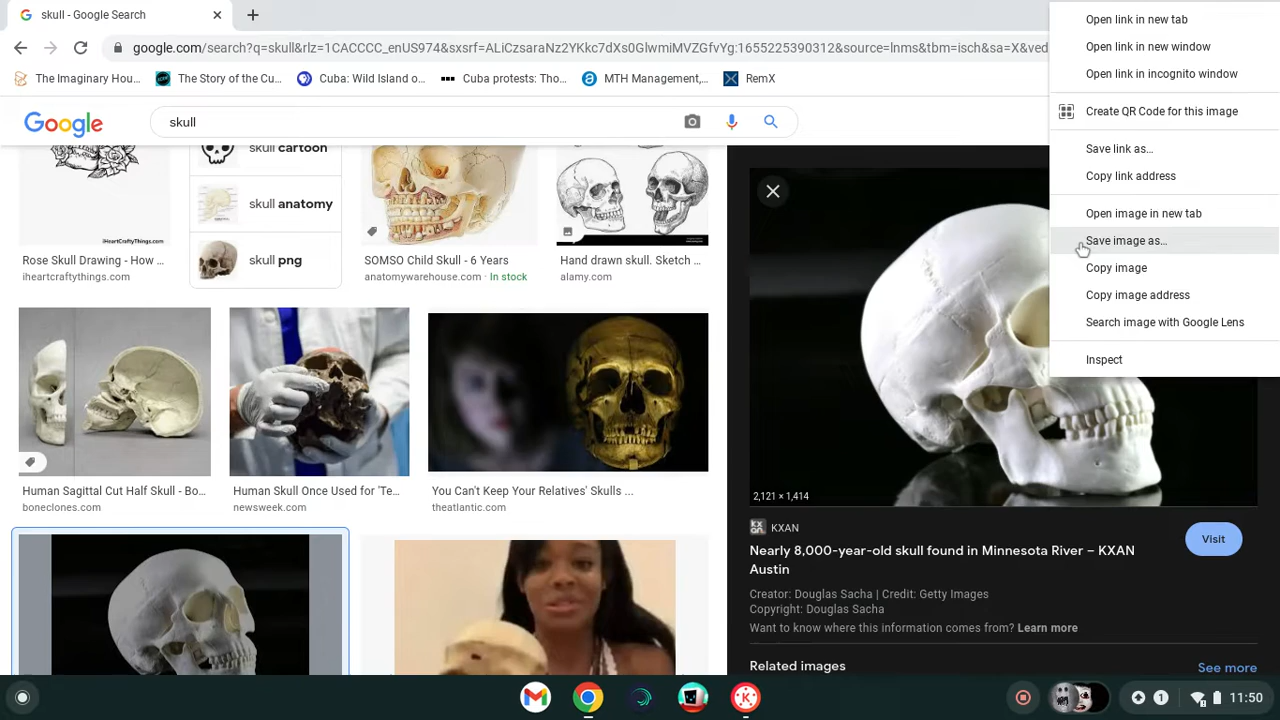 skull - Google Search
google.com/search?q=skull&rlz=1CACCCC_enUS974&sxsrf=ALiCzsaraNz2YKkc7dXs0GlwmiMVZGfvYg:1655225390312&source=lnms&tbm=isch&sa=X&ved
The Imaginary Hou...
The Story of the Cu...
Cuba: Wild Island o...
Cuba protests: Tho...
MTH Management,...
RemX
Google
skull
skull cartoon
skull anatomy
skull png
iHeartCraftyThings.com
Rose Skull Drawing - How ...
iheartcraftythings.com
SOMSO Child Skull - 6 Years
anatomywarehouse.com · In stock
Hand drawn skull. Sketch ...
alamy.com
Human Sagittal Cut Half Skull - Bo...
boneclones.com
Human Skull Once Used for 'Te...
newsweek.com
You Can't Keep Your Relatives' Skulls ...
theatlantic.com
Open link in new tab
Open link in new window
Open link in incognito window
Create QR Code for this image
Save link as...
Copy link address
Open image in new tab
Save image as...
Copy image
Copy image address
Search image with Google Lens
Inspect
2,121 × 1,414
KXAN
KXAN
Nearly 8,000-year-old skull found in Minnesota River – KXAN
Austin
Visit
Creator: Douglas Sacha | Credit: Getty Images
Copyright: Douglas Sacha
Want to know where this information comes from? Learn more
Related images
See more
1
11:50